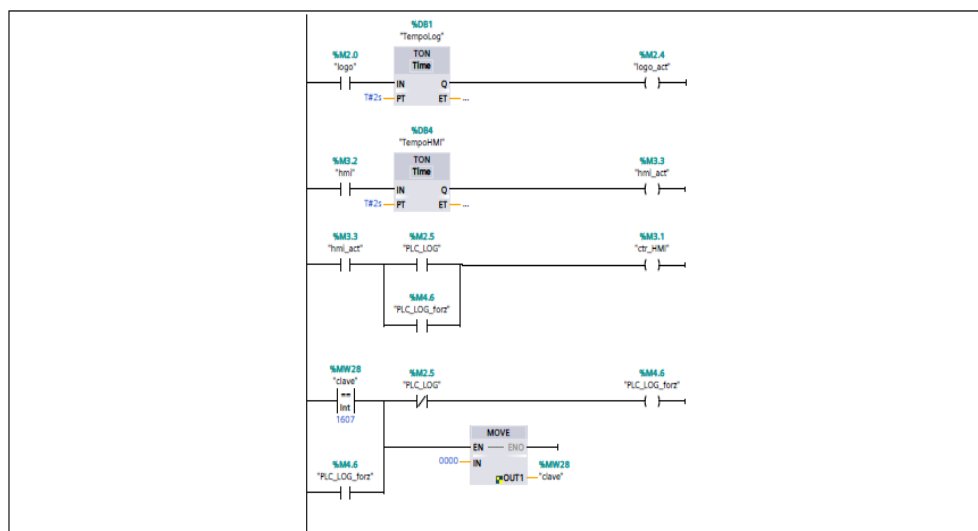 %DB1
"TempoLog"
%M2.0
"logo"
TON
Time
%M2.4
"logo_act"
IN Q
T#2s PT ET ...
%DB4
"TempoHMI"
%M3.2
"hmi"
TON
Time
%M3.3
"hmi_act"
IN Q
T#2s PT ET ...
%M3.3
"hmi_act"
%M2.5
"PLC_LOG"
%M3.1
"ctr_HMI"
%M4.6
"PLC_LOG_forz"
%MW28
"clave"
==
Int
1607
%M2.5
"PLC_LOG"
%M4.6
"PLC_LOG_forz"
MOVE
EN ENO
0000 IN
OUT1
%MW28
"clave"
%M4.6
"PLC_LOG_forz"